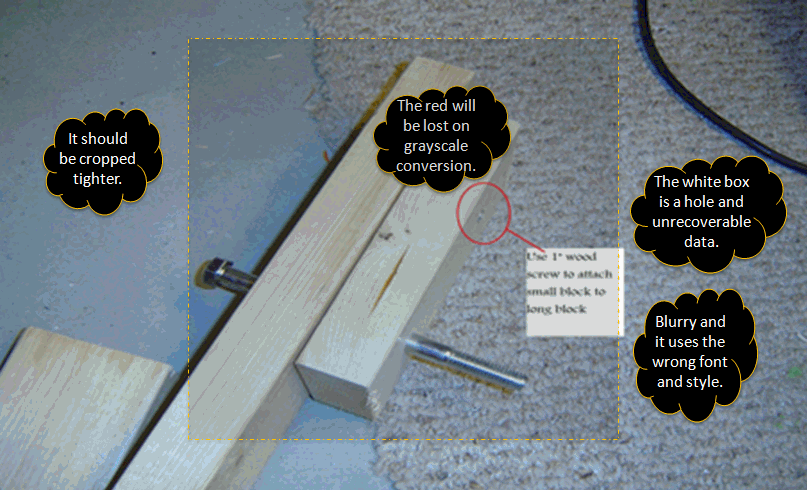 It should
be cropped
tighter.
The red will
be lost on
grayscale
conversion.
The white box
is a hole and
unrecoverable
data.
Use 1" wood
screw to attach
small block to
long block
Blurry and
it uses the
wrong font
and style.